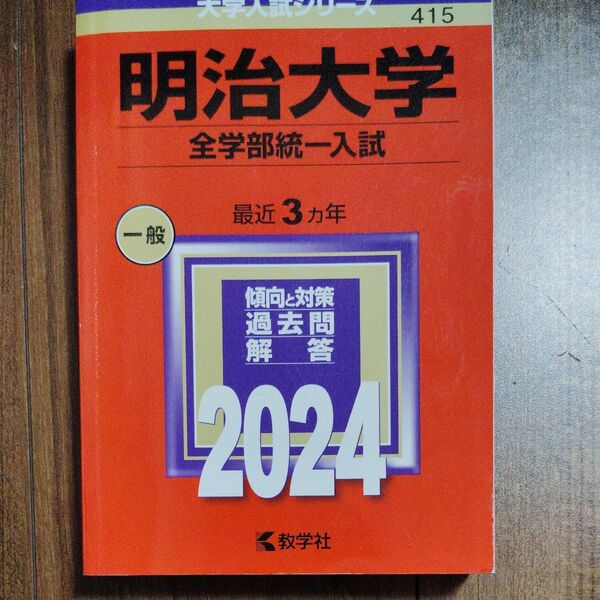 大学入試シリーズ
415
明治大学
全学部統一入試
最近3カ年
一般
傾向と対策
過去問
解答
2024
教学社